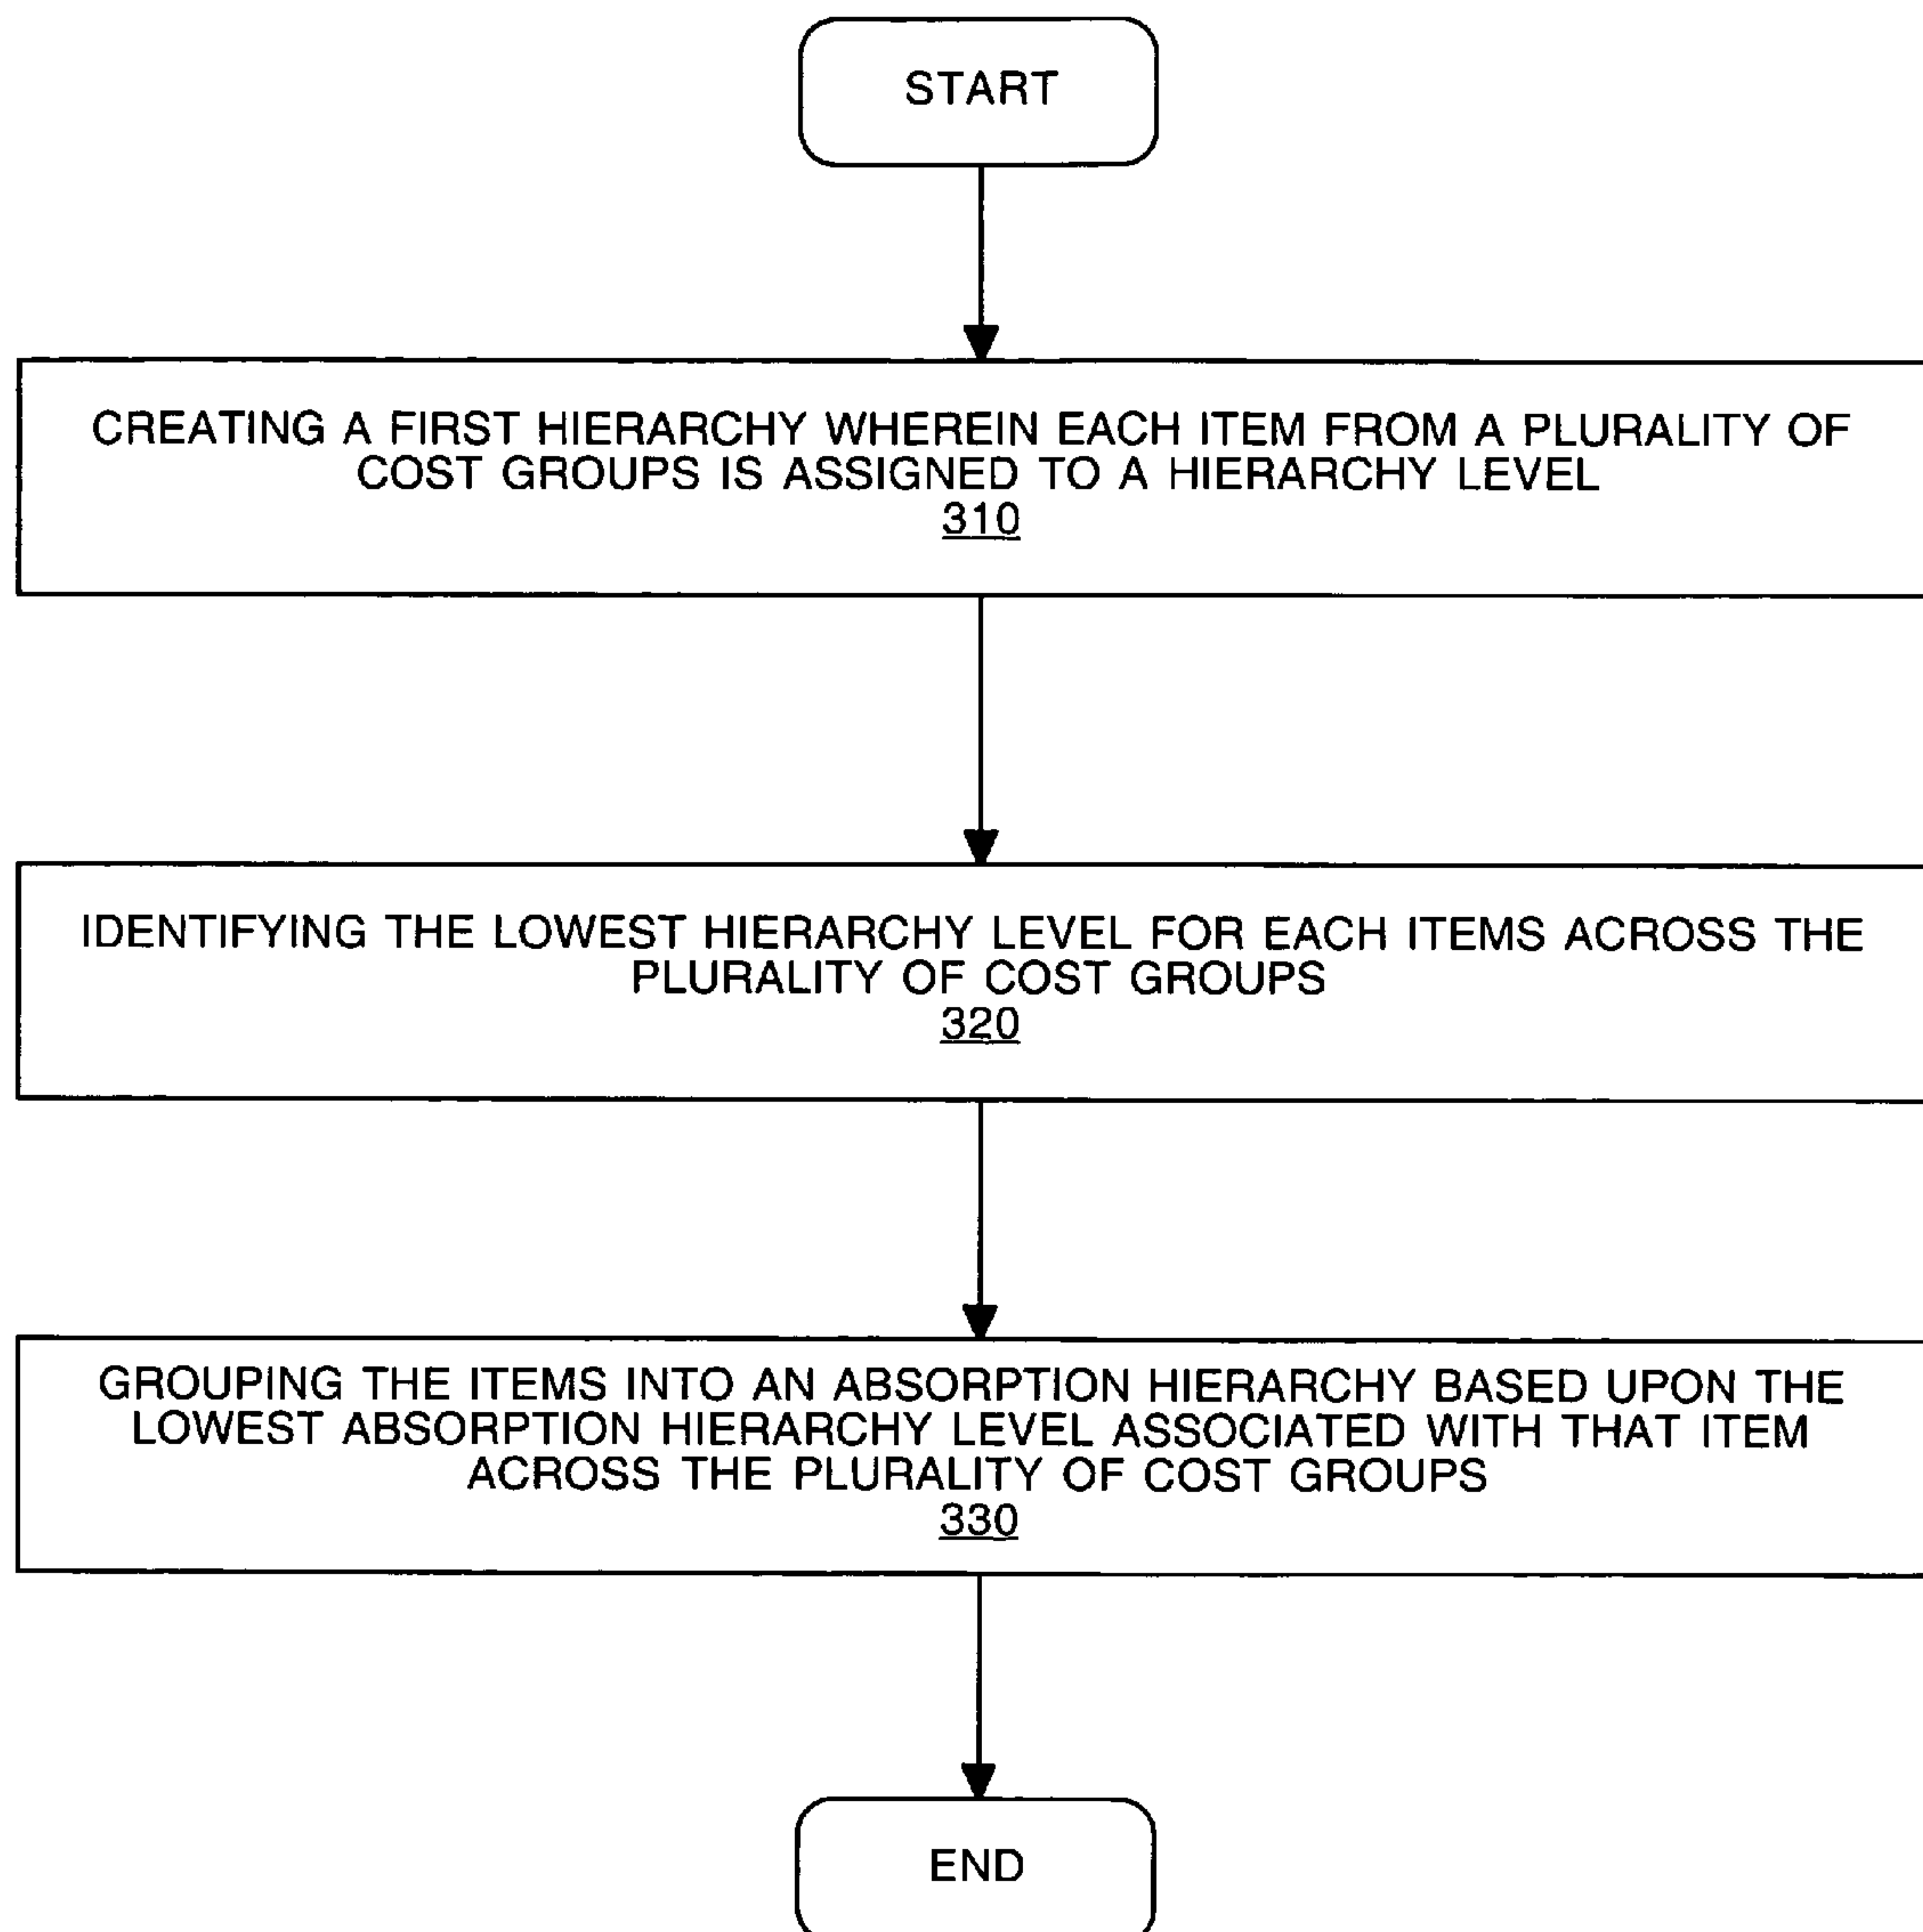 START
CREATING A FIRST HIERARCHY WHEREIN EACH ITEM FROM A PLURALITY OF
COST GROUPS IS ASSIGNED TO A HIERARCHY LEVEL
310
IDENTIFYING THE LOWEST HIERARCHY LEVEL FOR EACH ITEMS ACROSS THE
PLURALITY OF COST GROUPS
320
GROUPING THE ITEMS INTO AN ABSORPTION HIERARCHY BASED UPON THE
LOWEST ABSORPTION HIERARCHY LEVEL ASSOCIATED WITH THAT ITEM
ACROSS THE PLURALITY OF COST GROUPS
330
END